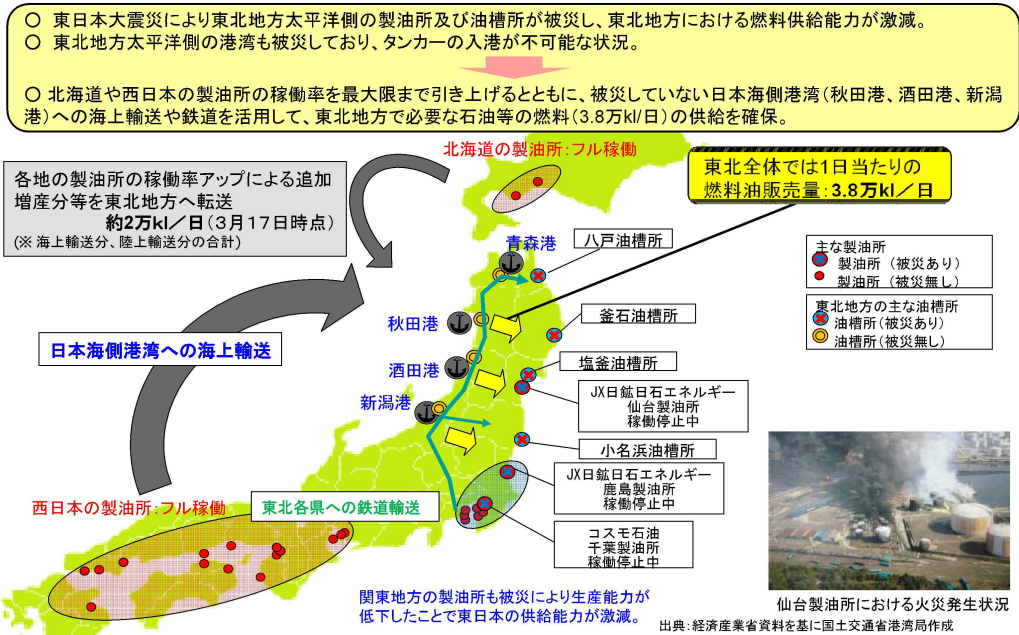 ○ 東日本大震災により東北地方太平洋側の製油所及び油槽所が被災し、東北地方における燃料供給能力が激減。
○ 東北地方太平洋側の港湾も被災しており、タンカーの入港が不可能な状況。
○ 北海道や西日本の製油所の稼働率を最大限まで引き上げるとともに、被災していない日本海側港湾(秋田港、酒田港、新潟
港)への海上輸送や鉄道を活用して、東北地方で必要な石油等の燃料(3.8万kl/日)の供給を確保。
北海道の製油所:フル稼働
東北全体では1日当たりの
燃料油販売量:3.8万kl/日
各地の製油所の稼働率アップによる追加
増産分等を東北地方へ転送
約2万kl/日(3月17日時点)
(※ 海上輸送分、陸上輸送分の合計)
青森港
八戸油槽所
主な製油所
製油所 (被災あり)
製油所 (被災無し)
東北地方の主な油槽所
油槽所(被災あり)
油槽所(被災無し)
秋田港
釜石油槽所
日本海側港湾への海上輸送
酒田港
塩釜油槽所
JX日鉱日石エネルギー
仙台製油所
稼働停止中
新潟港
小名浜油槽所
JX日鉱日石エネルギー
鹿島製油所
稼働停止中
西日本の製油所:フル稼働
東北各県への鉄道輸送
コスモ石油
千葉製油所
稼働停止中
関東地方の製油所も被災により生産能力が
低下したことで東日本の供給能力が激減。
仙台製油所における火災発生状況
出典:経済産業省資料を基に国土交通省港湾局作成